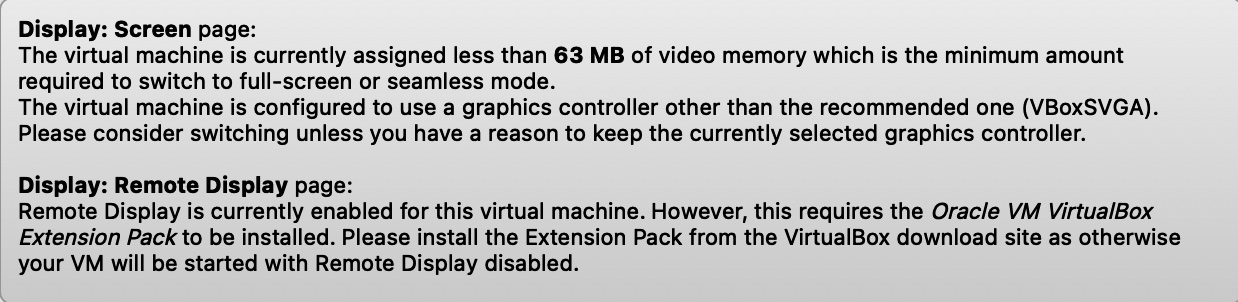 Display: Screen page:
The virtual machine is currently assigned less than 63 MB of video memory which is the minimum amount
required to switch to full-screen or seamless mode.
The virtual machine is configured to use a graphics controller other than the recommended one (VBoxSVGA).
Please consider switching unless you have a reason to keep the currently selected graphics controller.
Display: Remote Display page:
Remote Display is currently enabled for this virtual machine. However, this requires the Oracle VM VirtualBox
Extension Pack to be installed. Please install the Extension Pack from the VirtualBox download site as otherwise
your VM will be started with Remote Display disabled.